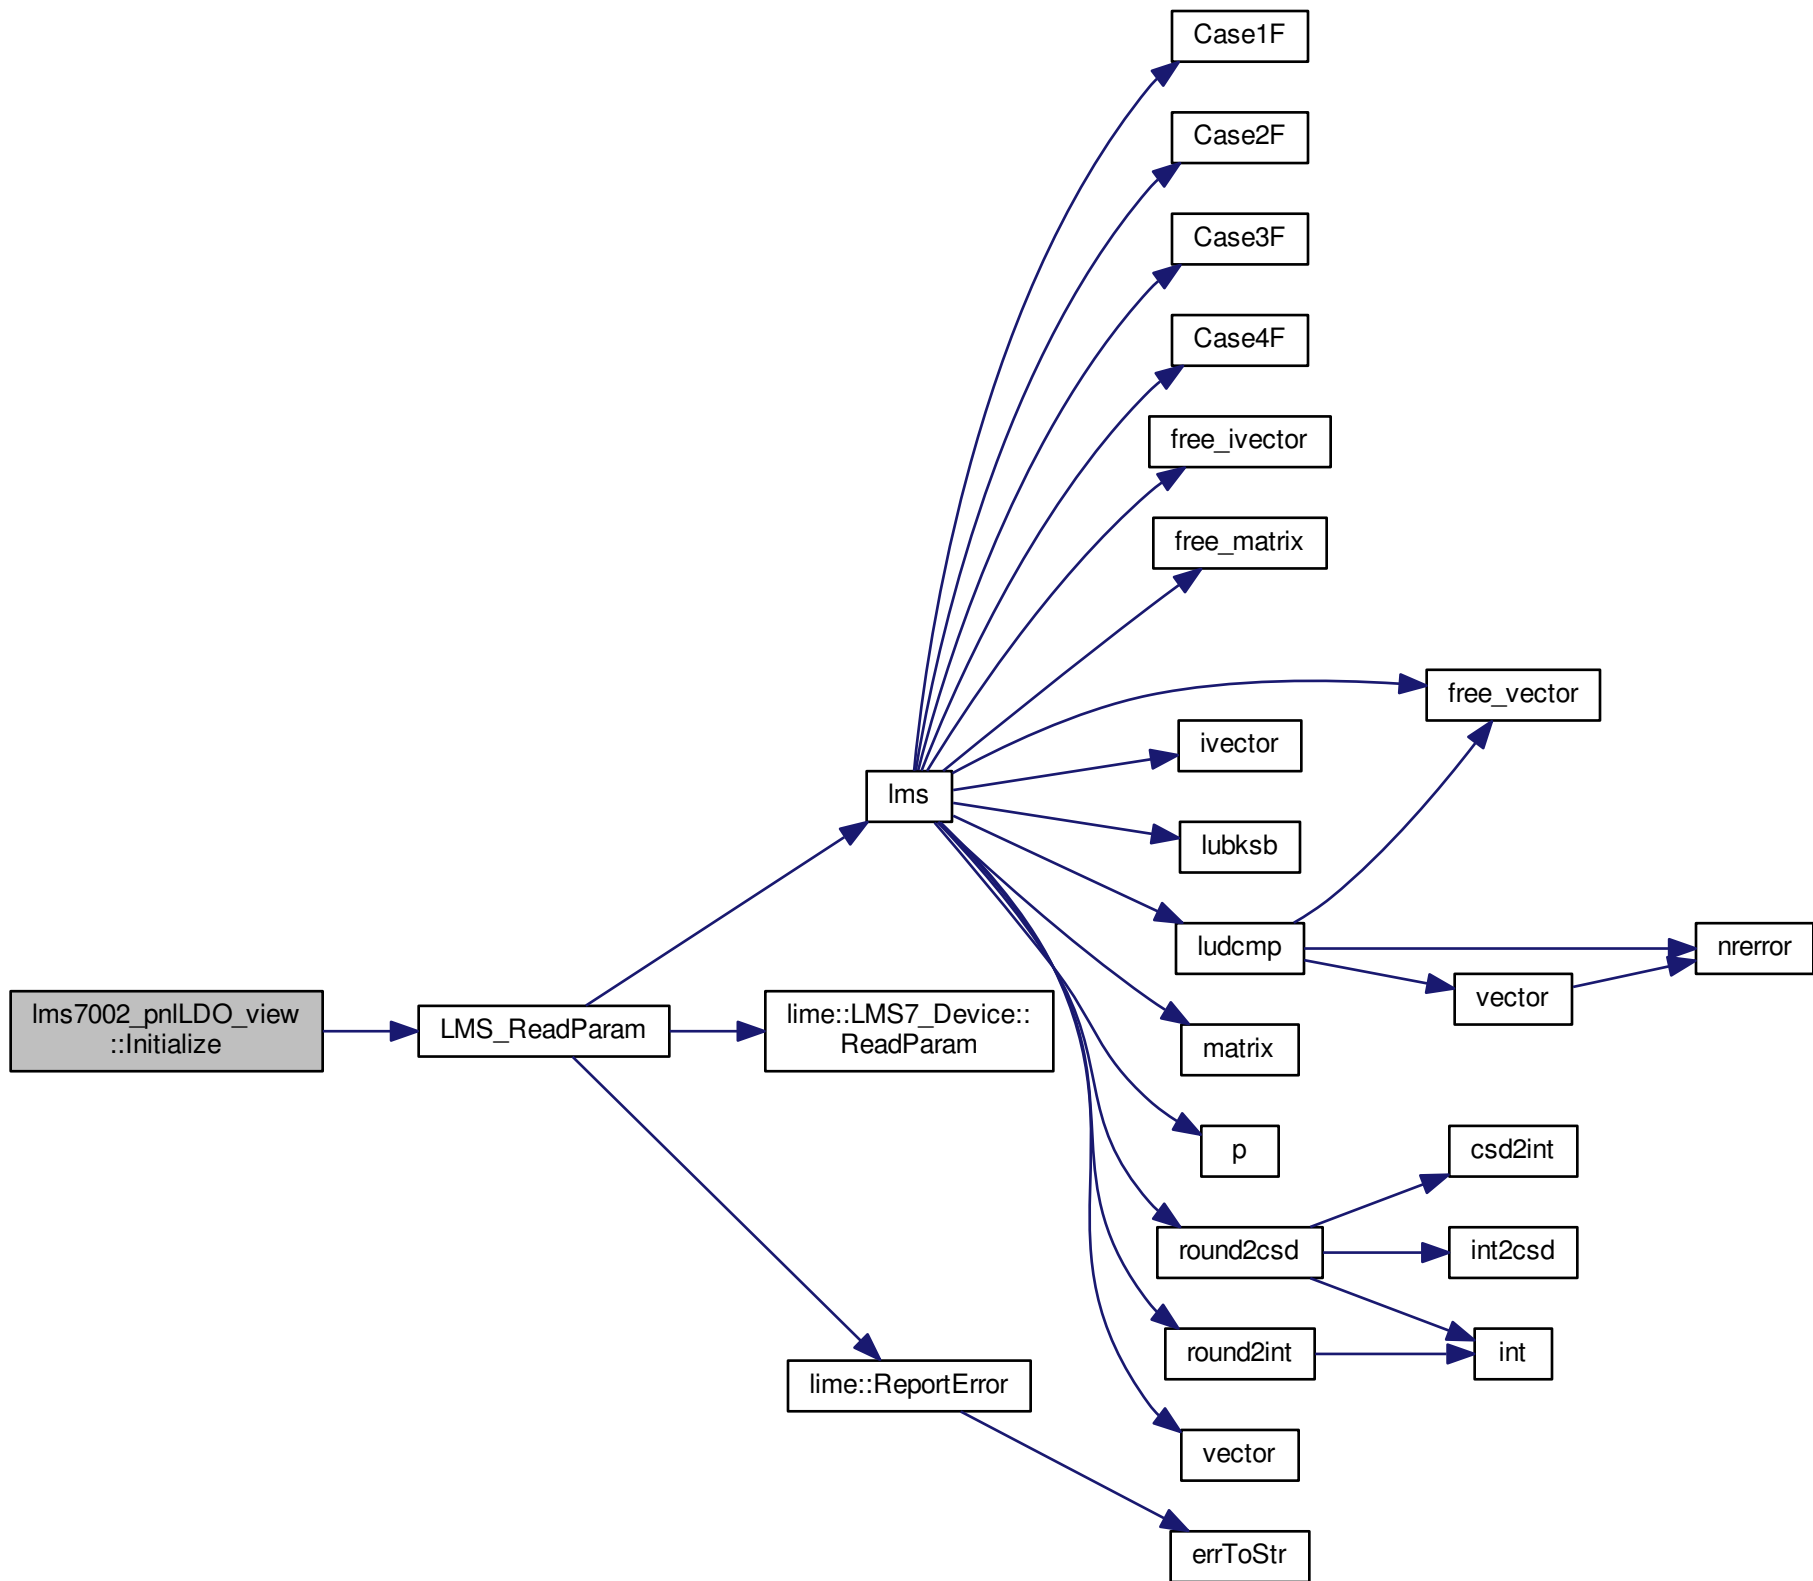 Case1F
Case2F
Case3F
Case4F
free_ivector
free_matrix
free_vector
ivector
lms
lubksb
ludcmp
nrerror
vector
lms7002_pnlLDO_view
::Initialize
LMS_ReadParam
lime::LMS7_Device::
ReadParam
matrix
p
csd2int
round2csd
int2csd
round2int
int
lime::ReportError
vector
errToStr